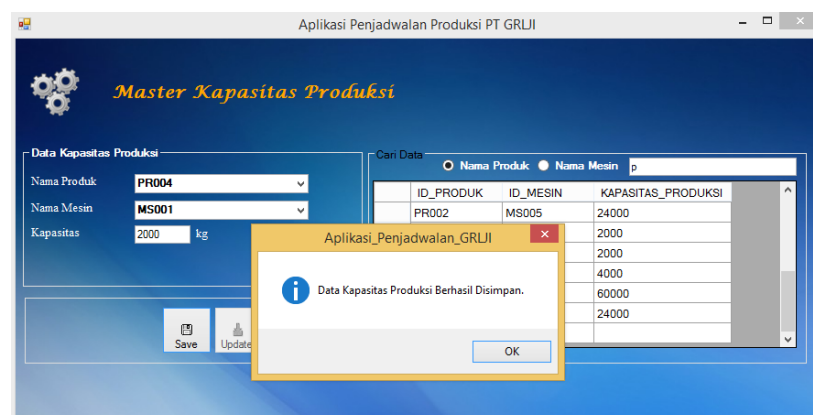 Aplikasi Penjadwalan Produksi PT GRLJI
Master Kapasitas Produksi
Data Kapasitas Produksi
Nama Produk PR004
Nama Mesin MS001
Kapasitas 2000 kg
Save Update
Cari Data
Nama Produk Nama Mesin p
ID_PRODUK ID_MESIN KAPASITAS_PRODUKSI
PR002 MS005 24000
2000
2000
4000
60000
24000
Aplikasi_Penjadwalan_GRLJI
Data Kapasitas Produksi Berhasil Disimpan.
OK